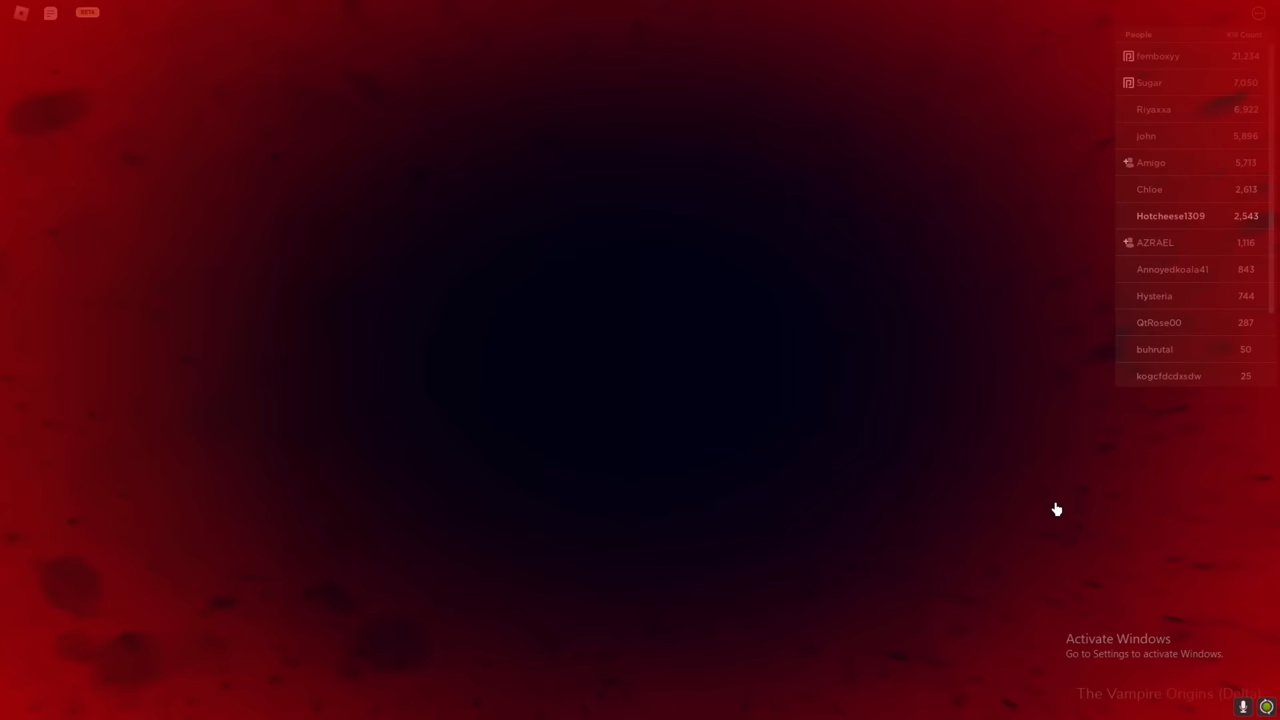 BETA
People Kill Count
femboxyy 21,234
Sugar 7,050
Riyaxxa 6,922
john 5,896
Amigo 5,713
Chloe 2,613
Hotcheese1309 2,543
AZRAEL 1,116
Annoyedkoala41 843
Hysteria 744
QtRose00 287
buhrutal 50
kogcfdcdxsdw 25
Activate Windows
Go to Settings to activate Windows.
The Vampire Origins (Delta)